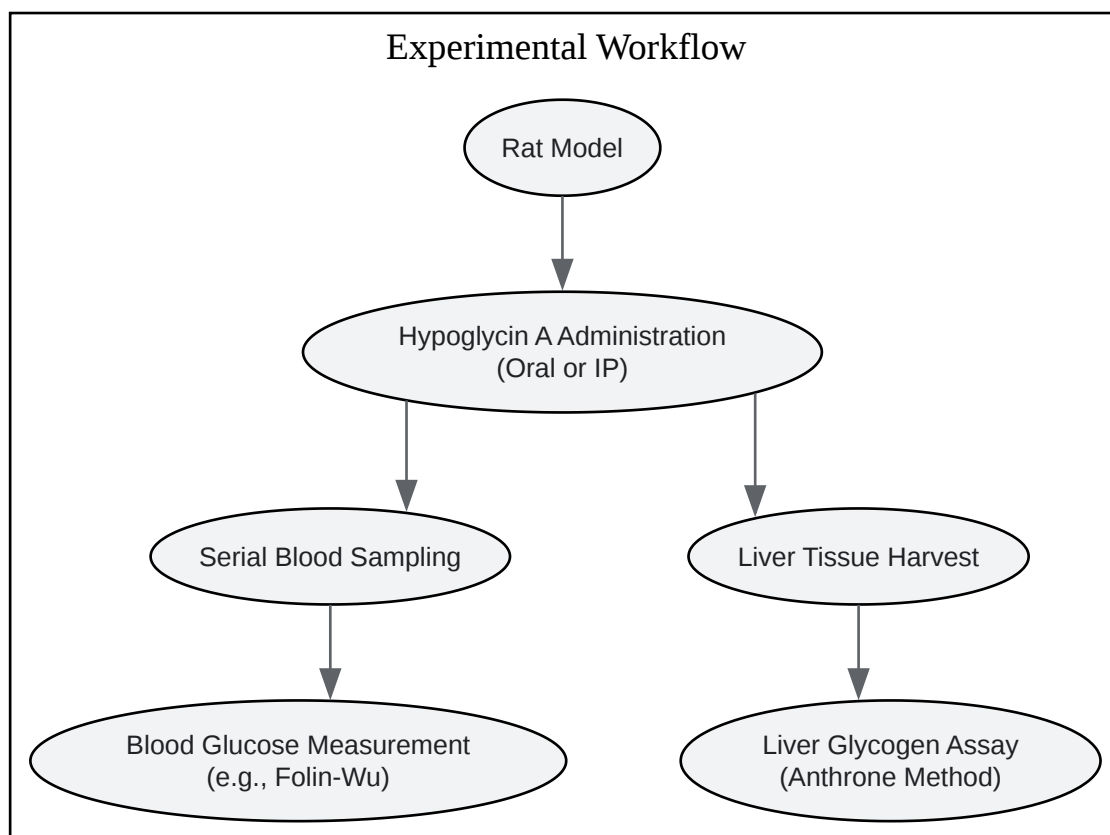 Experimental Workflow
Rat Model
Hypoglycin A Administration
(Oral or IP)
Serial Blood Sampling
Liver Tissue Harvest
Blood Glucose Measurement
(e.g., Folin-Wu)
Liver Glycogen Assay
(Anthrone Method)